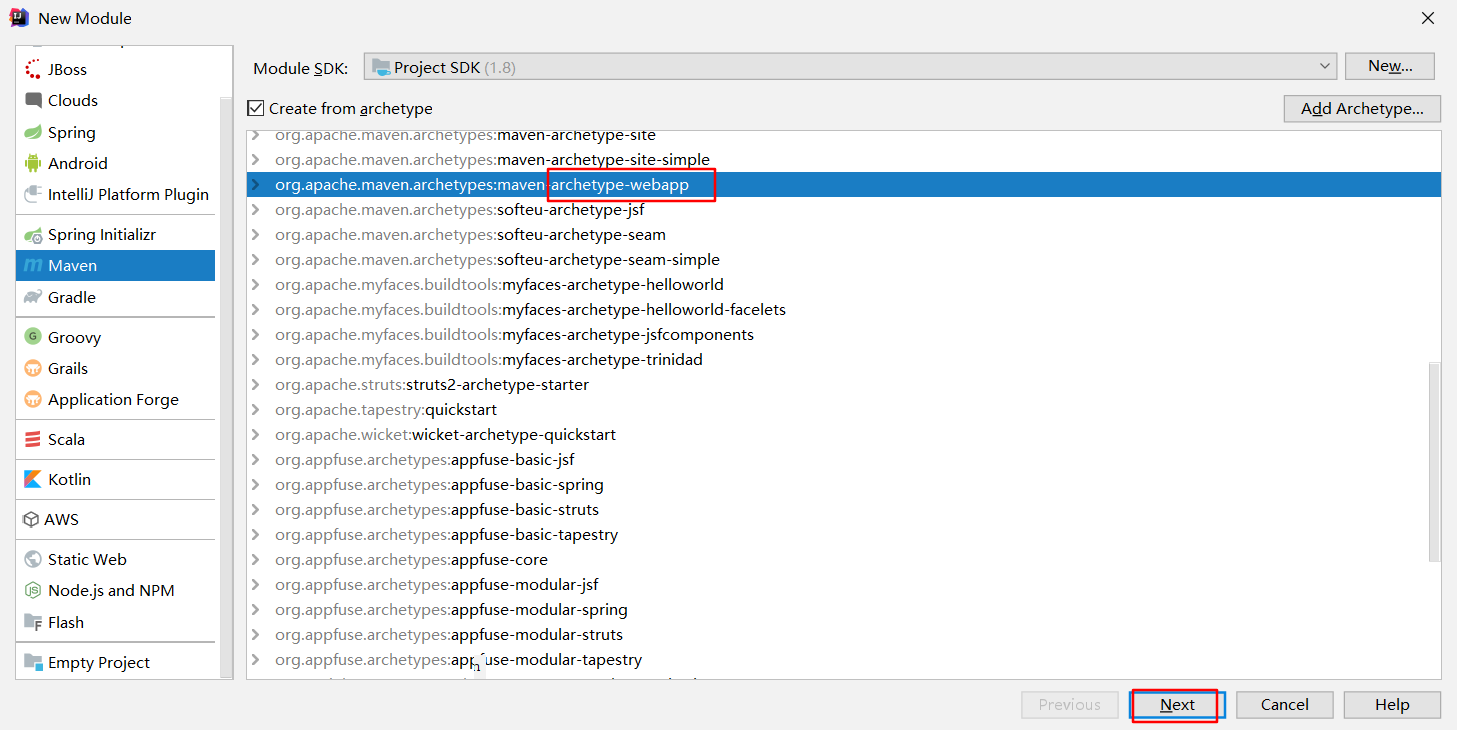 New Module
JBoss
Clouds
Spring
Android
IntelliJ Platform Plugin
Spring Initializr
Maven
Gradle
Groovy
Grails
Application Forge
Scala
Kotlin
AWS
Static Web
Node.js and NPM
Flash
Empty Project
Module SDK: Project SDK (1.8) New...
Create from archetype Add Archetype...
org.apache.maven.archetypes:maven-archetype-site
org.apache.maven.archetypes:maven-archetype-site-simple
org.apache.maven.archetypes:maven-archetype-webapp
org.apache.maven.archetypes:softeu-archetype-jsf
org.apache.maven.archetypes:softeu-archetype-seam
org.apache.maven.archetypes:softeu-archetype-seam-simple
org.apache.myfaces.buildtools:myfaces-archetype-helloworld
org.apache.myfaces.buildtools:myfaces-archetype-helloworld-facelets
org.apache.myfaces.buildtools:myfaces-archetype-jsfcomponents
org.apache.myfaces.buildtools:myfaces-archetype-trinidad
org.apache.struts:struts2-archetype-starter
org.apache.tapestry:quickstart
org.apache.wicket:wicket-archetype-quickstart
org.appfuse.archetypes:appfuse-basic-jsf
org.appfuse.archetypes:appfuse-basic-spring
org.appfuse.archetypes:appfuse-basic-struts
org.appfuse.archetypes:appfuse-basic-tapestry
org.appfuse.archetypes:appfuse-core
org.appfuse.archetypes:appfuse-modular-jsf
org.appfuse.archetypes:appfuse-modular-spring
org.appfuse.archetypes:appfuse-modular-struts
org.appfuse.archetypes:appfuse-modular-tapestry
Previous Next Cancel Help